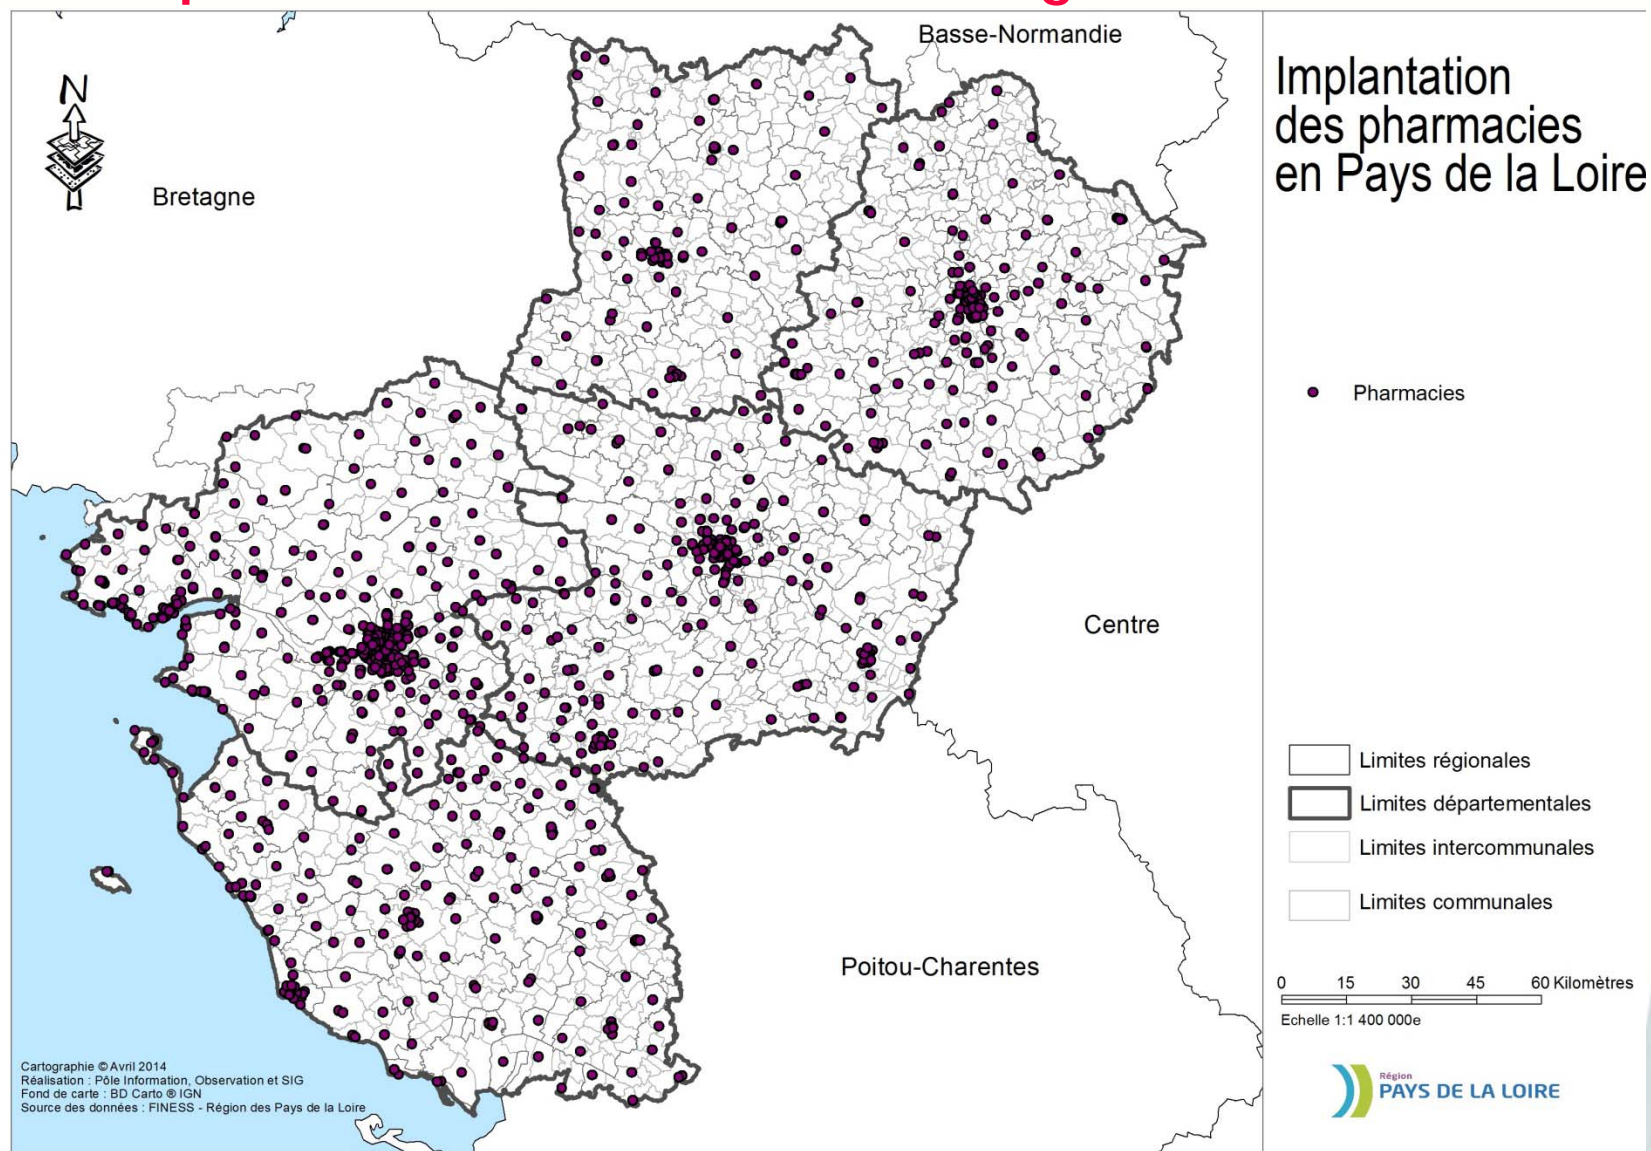 Implantation
des pharmacies
en Pays de la Loire
N
Basse-Normandie
Bretagne
Pharmacies
Centre
Poitou-Charentes
Limites régionales
Limites départementales
Limites intercommunales
Limites communales
0 15 30 45 60 Kilomètres
Echelle 1:1 400 000e
Cartographie © Avril 2014
Réalisation : Pôle Information, Observation et SIG
Fond de carte : BD Carto ® IGN
Source des données : FINESS - Région des Pays de la Loire
Région
PAYS DE LA LOIRE